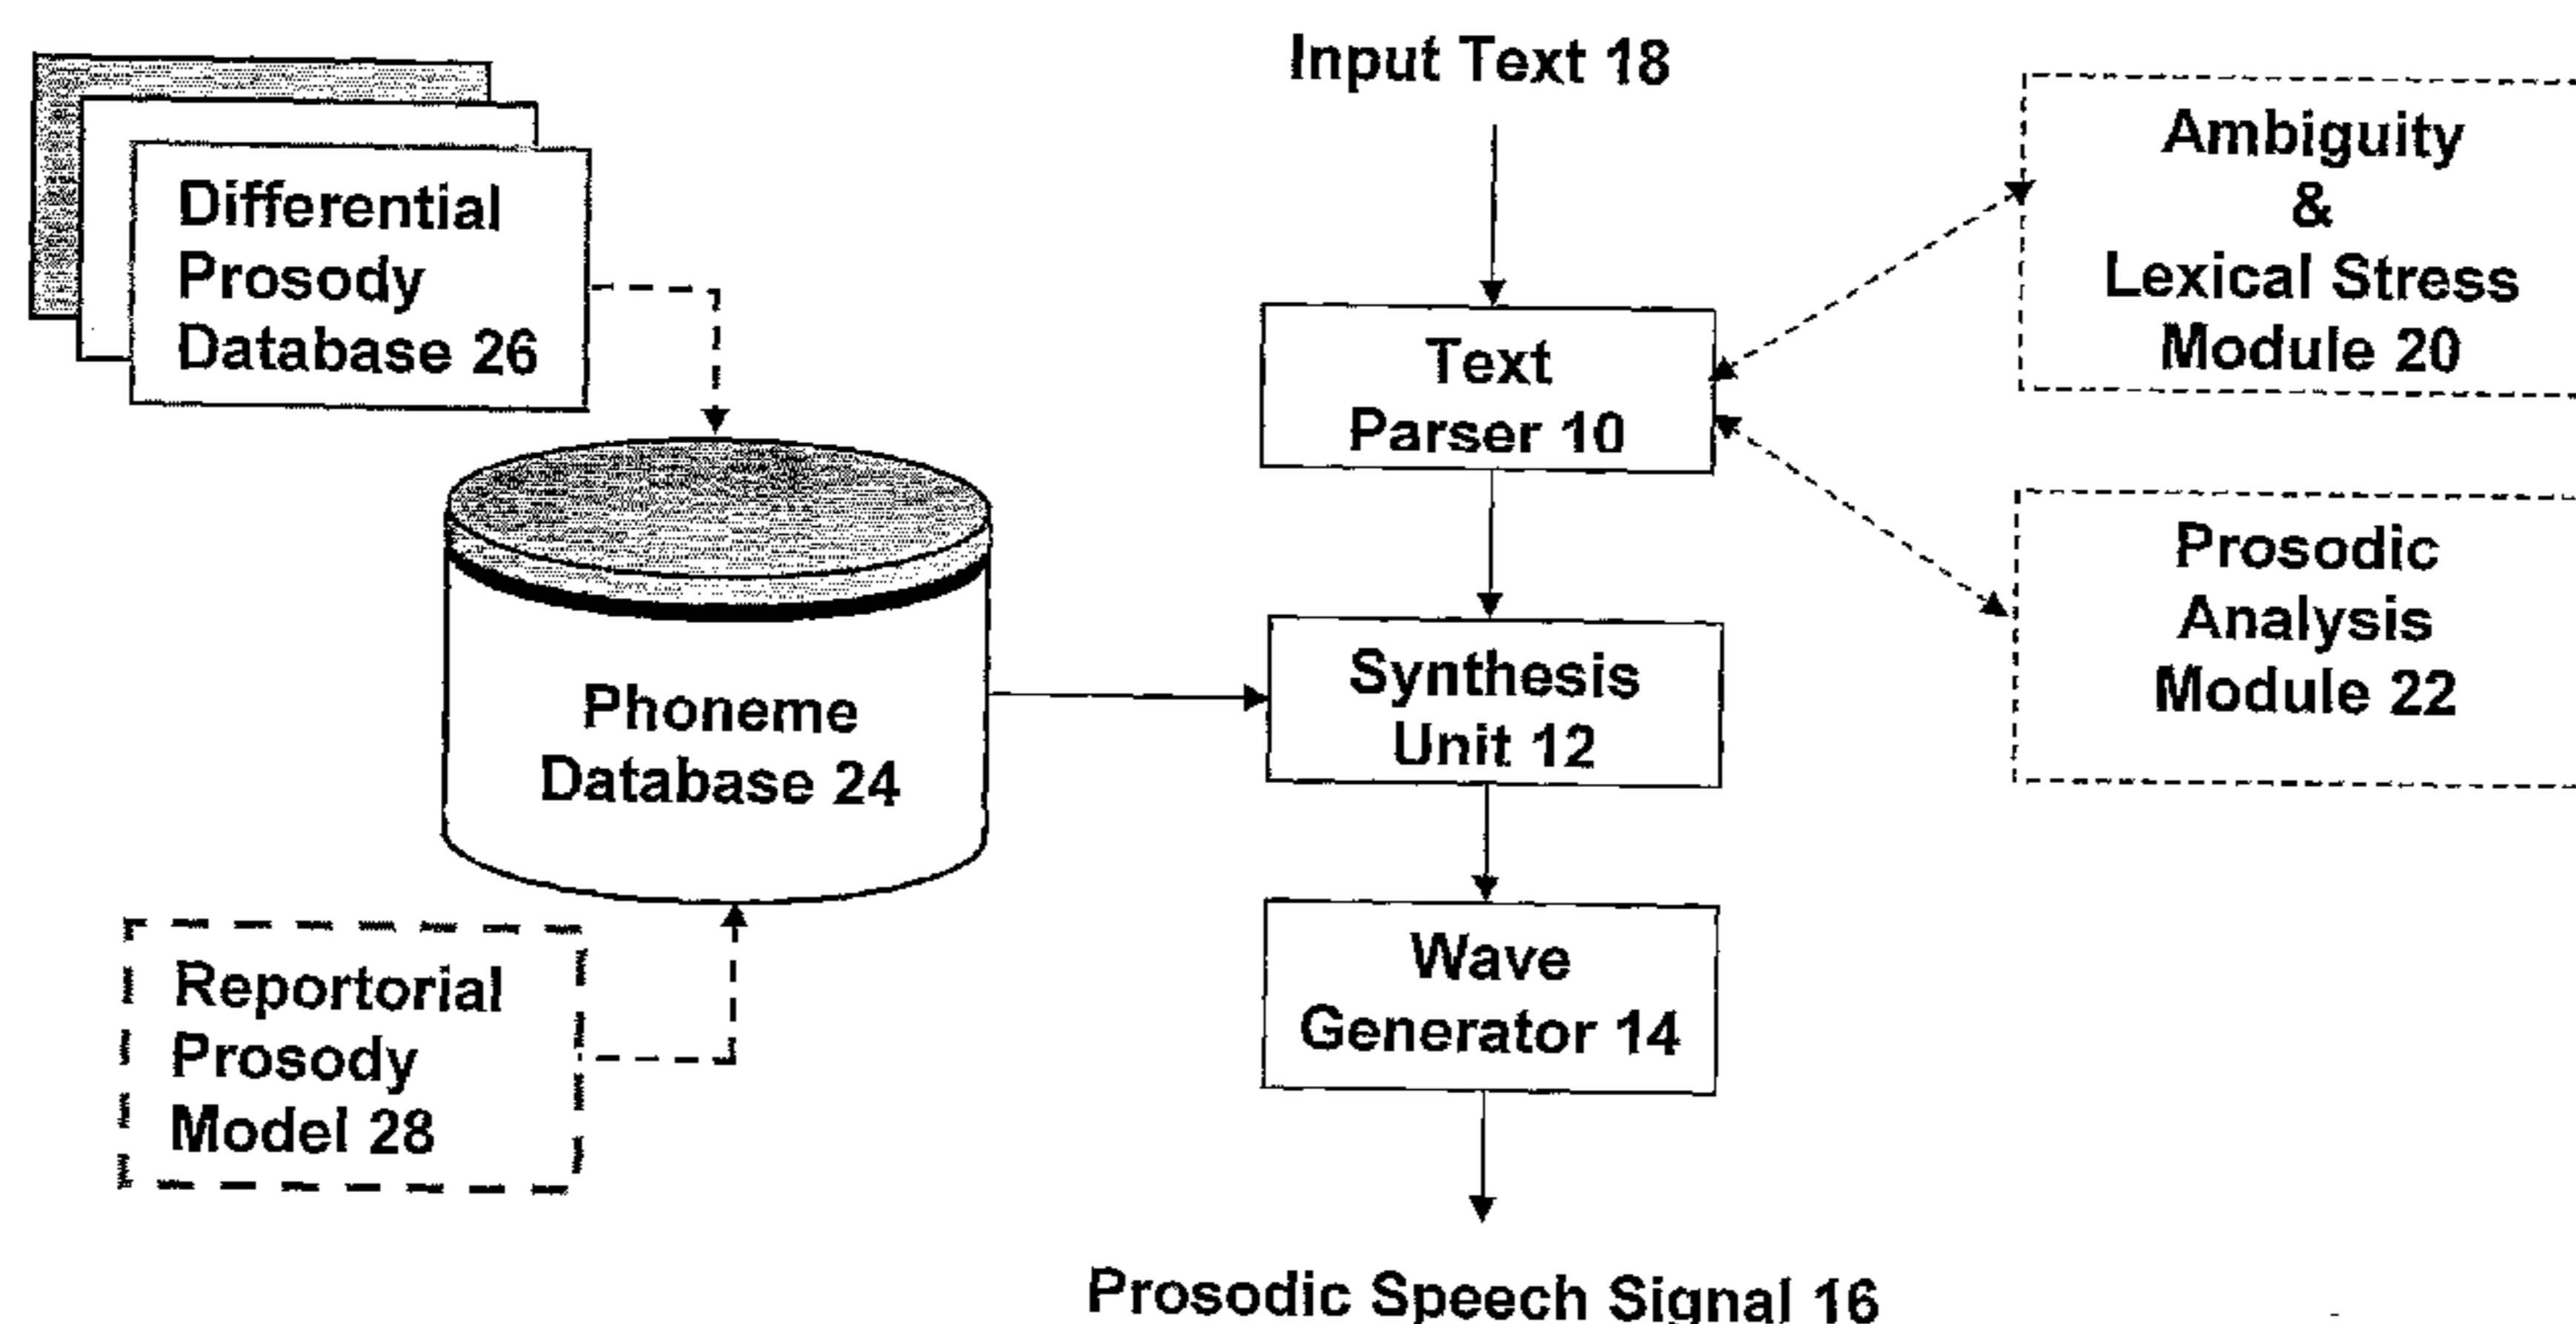 Input Text 18
Differential
Prosody
Database 26
Ambiguity
&
Lexical Stress
Module 20
Text
Parser 10
Prosodic
Analysis
Module 22
Phoneme
Database 24
Synthesis
Unit 12
Wave
Generator 14
Reportorial
Prosody
Model 28
Prosodic Speech Signal 16